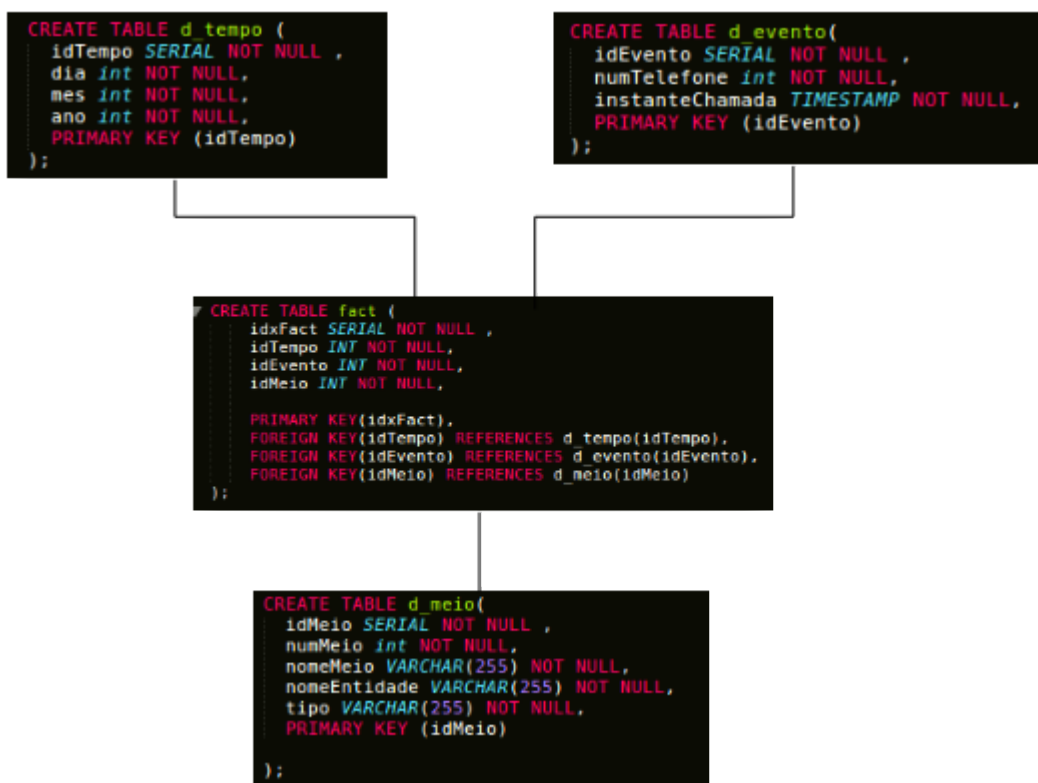 CREATE TABLE d_tempo (
idTempo SERIAL NOT NULL ,
dia int NOT NULL,
mes int NOT NULL,
ano int NOT NULL,
PRIMARY KEY (idTempo)
);
CREATE TABLE d_evento(
idEvento SERIAL NOT NULL ,
numTelefone int NOT NULL,
instanteChamada TIMESTAMP NOT NULL,
PRIMARY KEY (idEvento)
);
CREATE TABLE fact (
idxFact SERIAL NOT NULL ,
idTempo INT NOT NULL,
idEvento INT NOT NULL,
idMeio INT NOT NULL,
PRIMARY KEY(idxFact),
FOREIGN KEY(idTempo) REFERENCES d_tempo(idTempo),
FOREIGN KEY(idEvento) REFERENCES d_evento(idEvento),
FOREIGN KEY(idMeio) REFERENCES d_meio(idMeio)
);
CREATE TABLE d_meio(
idMeio SERIAL NOT NULL ,
numMeio int NOT NULL,
nomeMeio VARCHAR(255) NOT NULL,
nomeEntidade VARCHAR(255) NOT NULL,
tipo VARCHAR(255) NOT NULL,
PRIMARY KEY (idMeio)
);